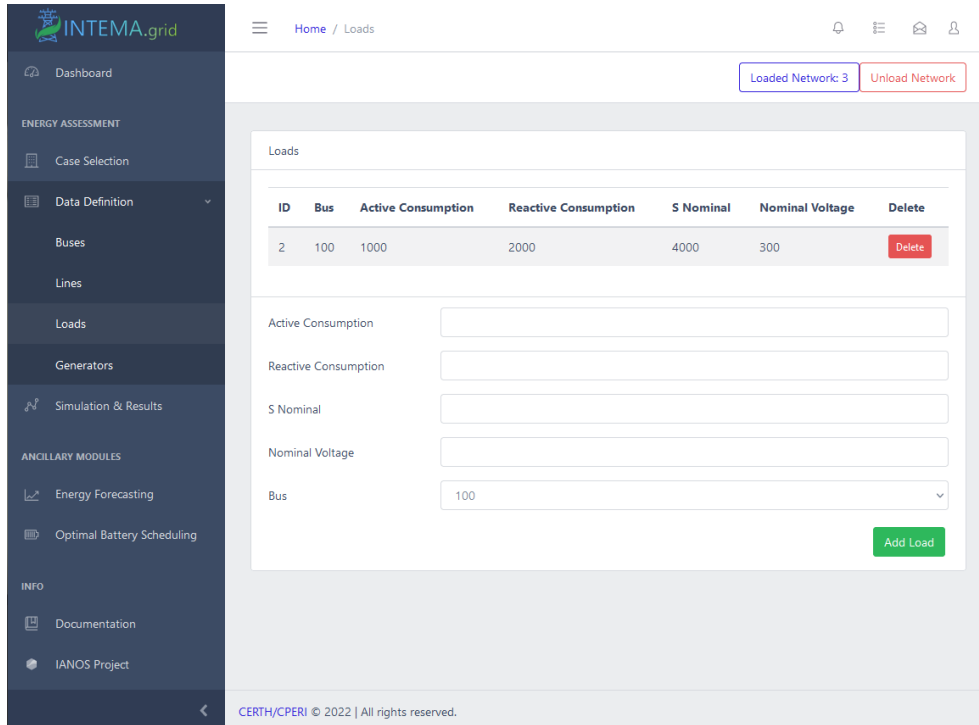 INTEMA.grid
Home / Loads
Dashboard
Loaded Network: 3
Unload Network
ENERGY ASSESSMENT
Case Selection
Data Definition
Buses
Lines
Loads
Generators
Simulation & Results
ANCILLARY MODULES
Energy Forecasting
Optimal Battery Scheduling
INFO
Documentation
IANOS Project
Loads
ID Bus Active Consumption Reactive Consumption S Nominal Nominal Voltage Delete
2 100 1000 2000 4000 300 Delete
Active Consumption
Reactive Consumption
S Nominal
Nominal Voltage
Bus 100
Add Load
CERTH/CPERI © 2022 | All rights reserved.